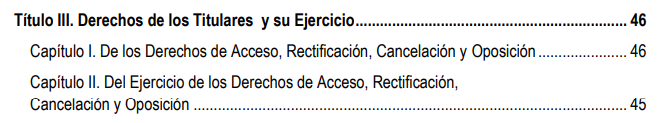 Título III. Derechos de los Titulares y su Ejercicio.................................................................. 46
Capítulo I. De los Derechos de Acceso, Rectificación, Cancelación y Oposición ...................... 46
Capítulo II. Del Ejercicio de los Derechos de Acceso, Rectificación,
Cancelación y Oposición .......................................................................................................... 45